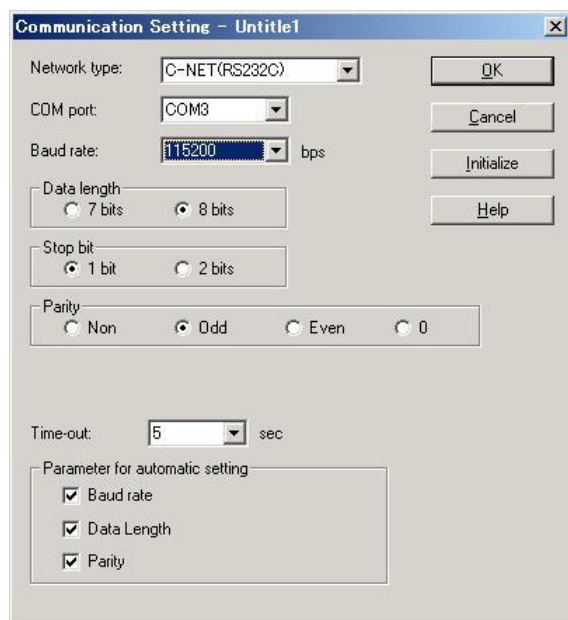 Communication Setting - Untitle1
Network type: C-NET(RS232C) OK
COM port: COM3 Cancel
Baud rate: 115200 bps Initialize
Data length Help
7 bits 8 bits
Stop bit
1 bit 2 bits
Parity
Non Odd Even 0
Time-out: 5 sec
Parameter for automatic setting
Baud rate
Data Length
Parity